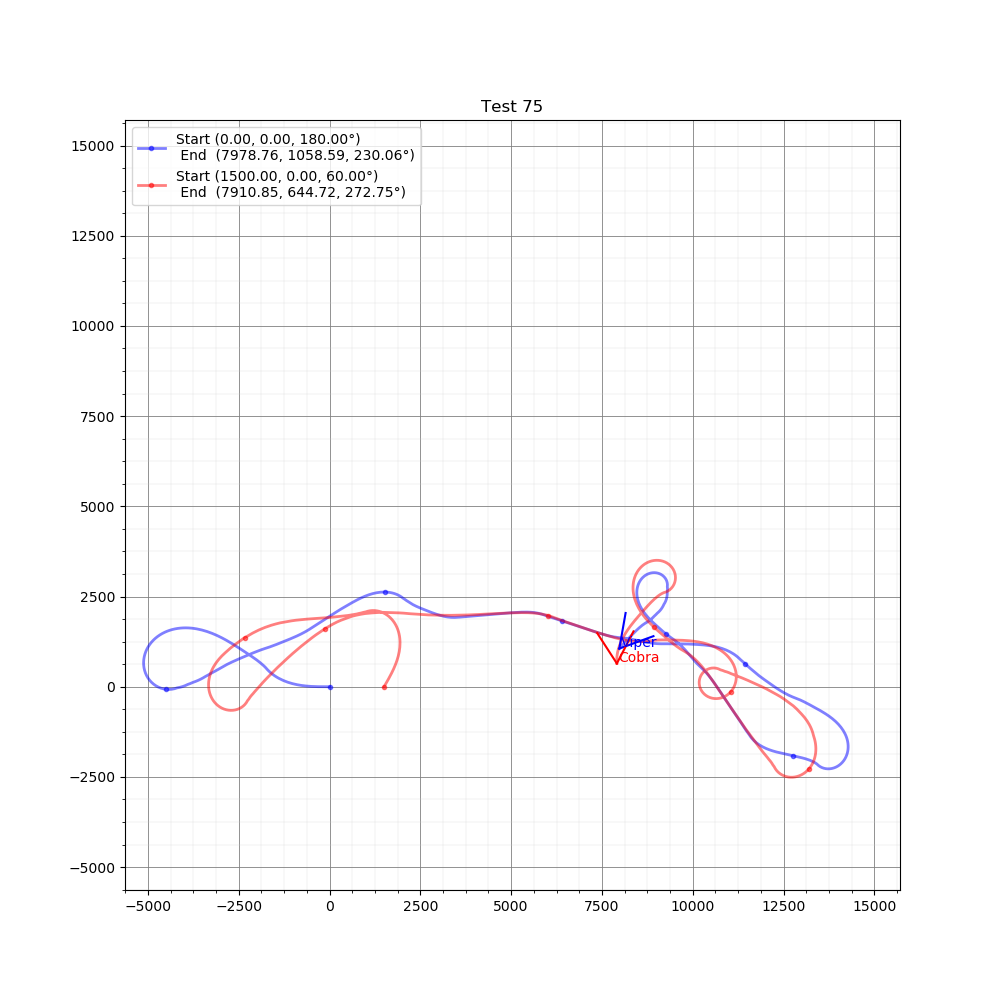 Test 75
Start (0.00, 0.00, 180.00°)
End (7978.76, 1058.59, 230.06°)
Start (1500.00, 0.00, 60.00°)
End (7910.85, 644.72, 272.75°)
15000
12500
10000
7500
5000
2500
0
−2500
−5000
Cobra
−5000 −2500 0 2500 5000 7500 10000 12500 15000